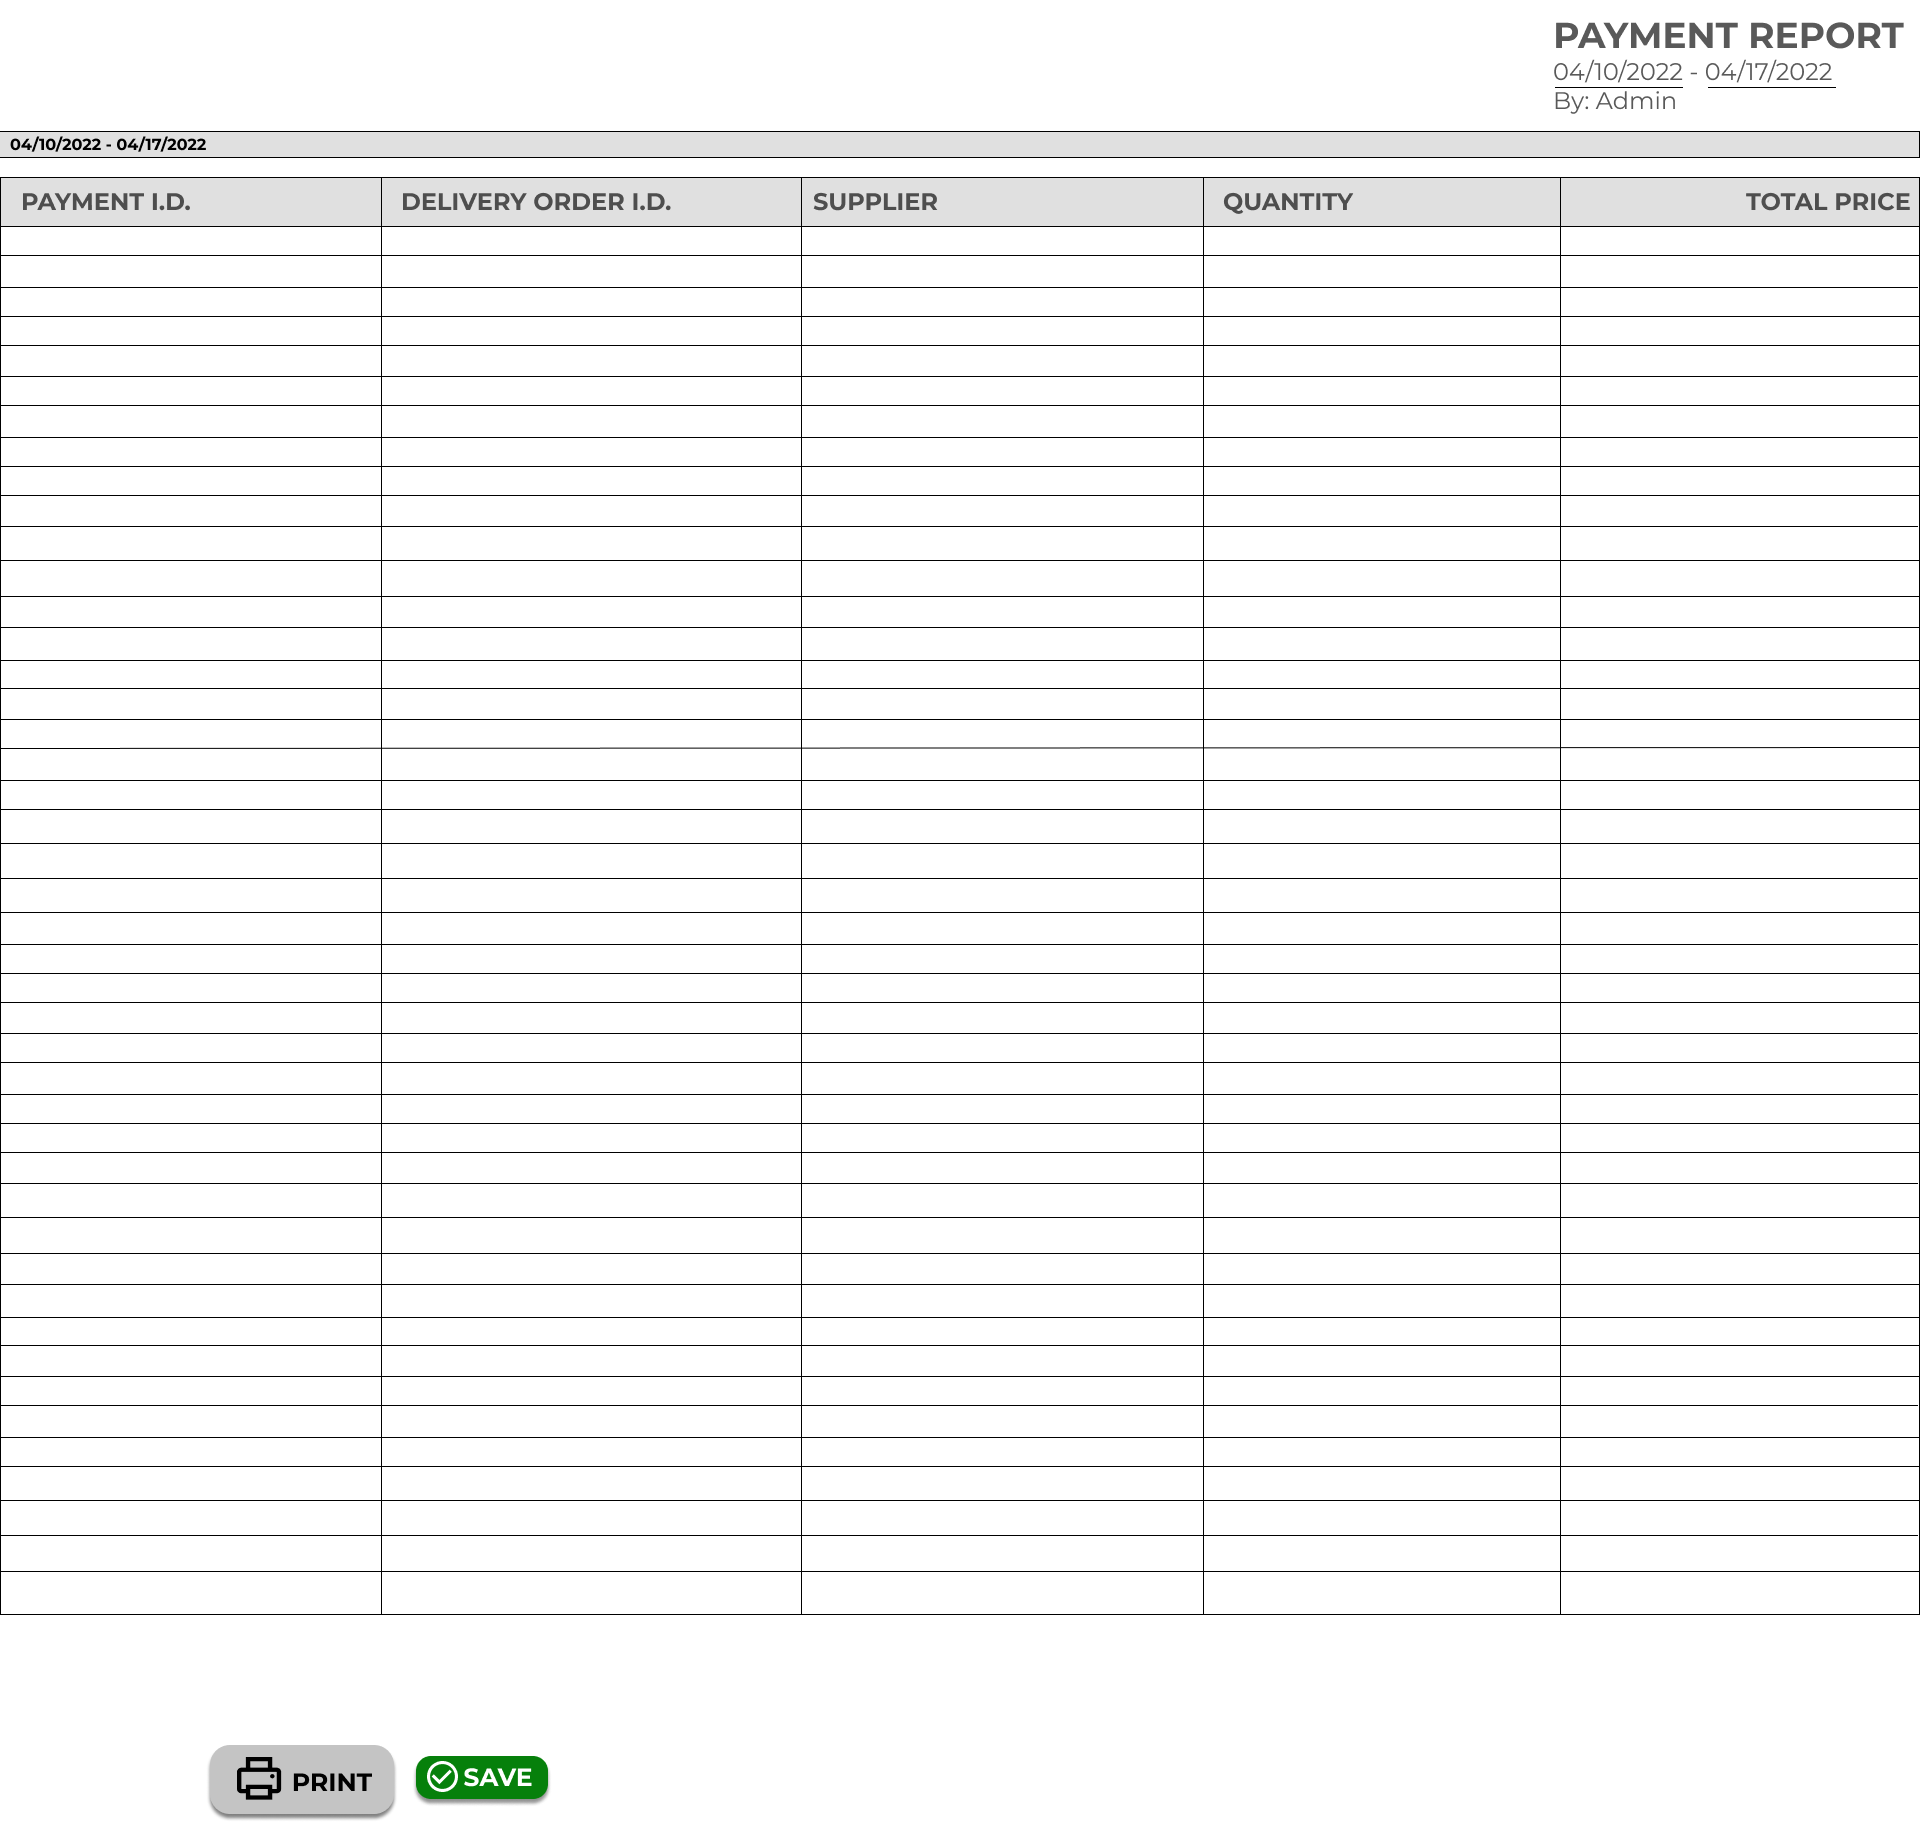 PAYMENT REPORT
04/10/2022 - 04/17/2022
By: Admin
04/10/2022 - 04/17/2022
PAYMENT I.D. DELIVERY ORDER I.D. SUPPLIER QUANTITY TOTAL PRICE
PRINT SAVE